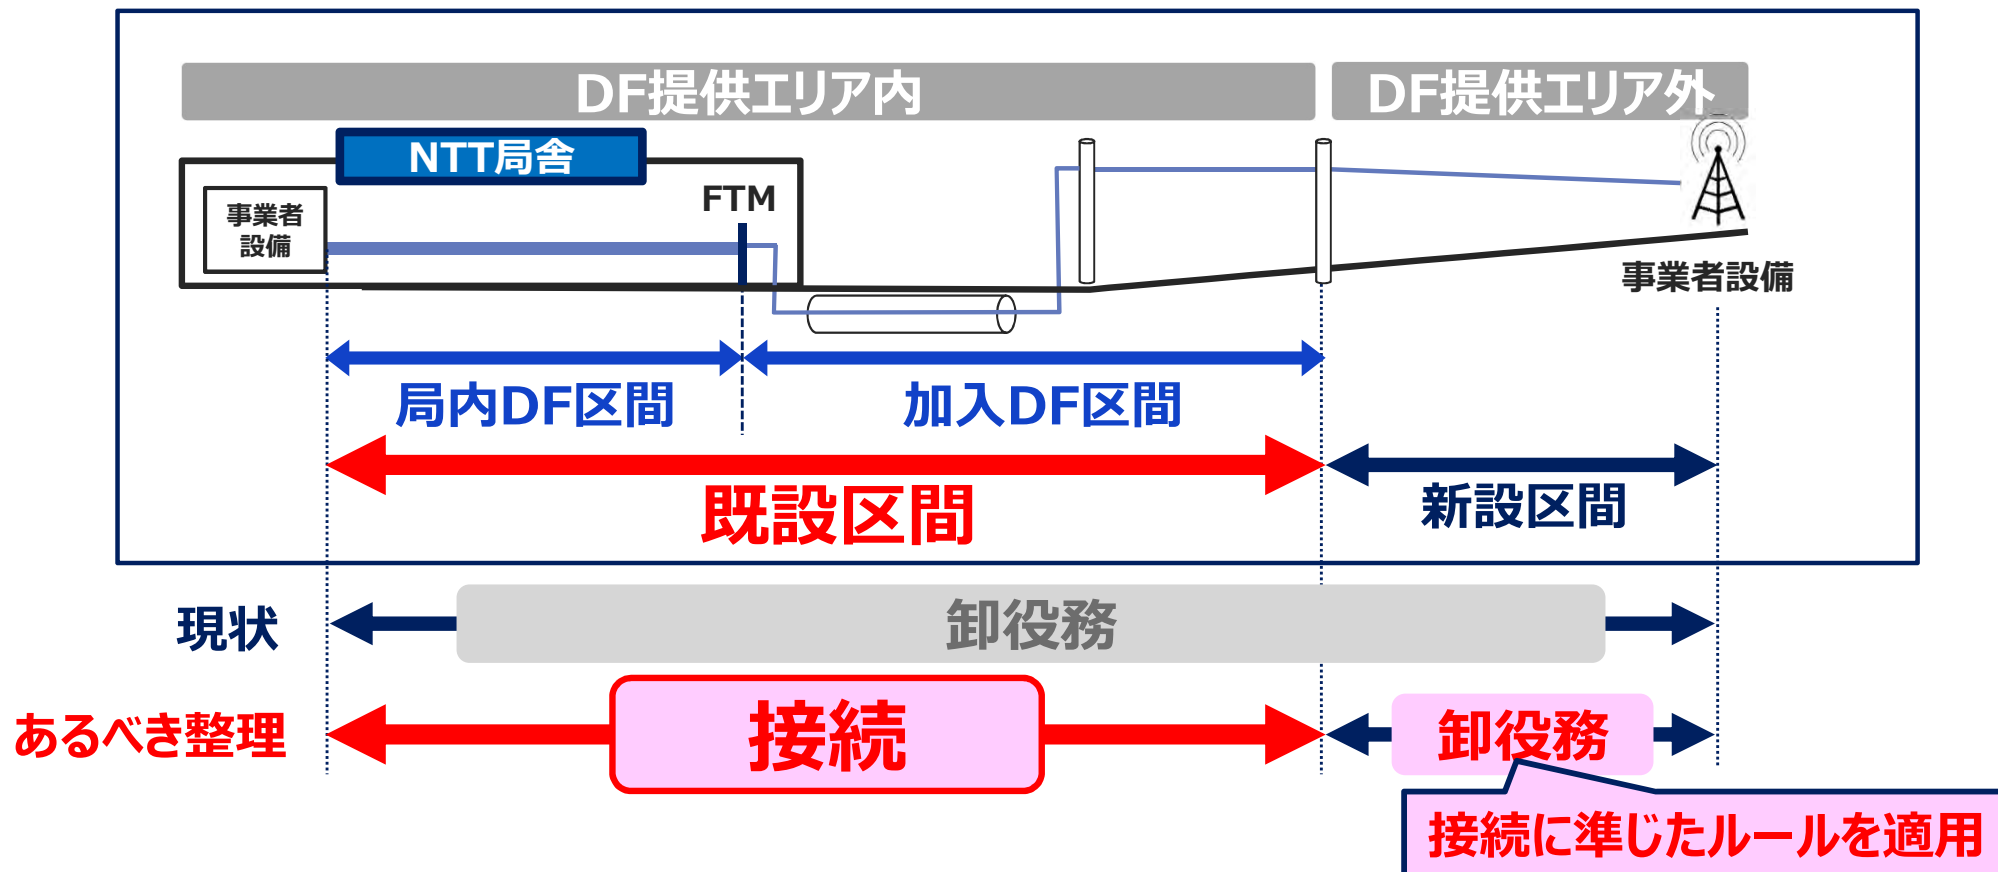 DF提供エリア内
DF提供エリア外
NTT局舎
FTM
事業者
設備
事業者設備
局内DF区間
加入DF区間
既設区間
新設区間
現状
卸役務
あるべき整理
接続
卸役務
接続に準じたルールを適用